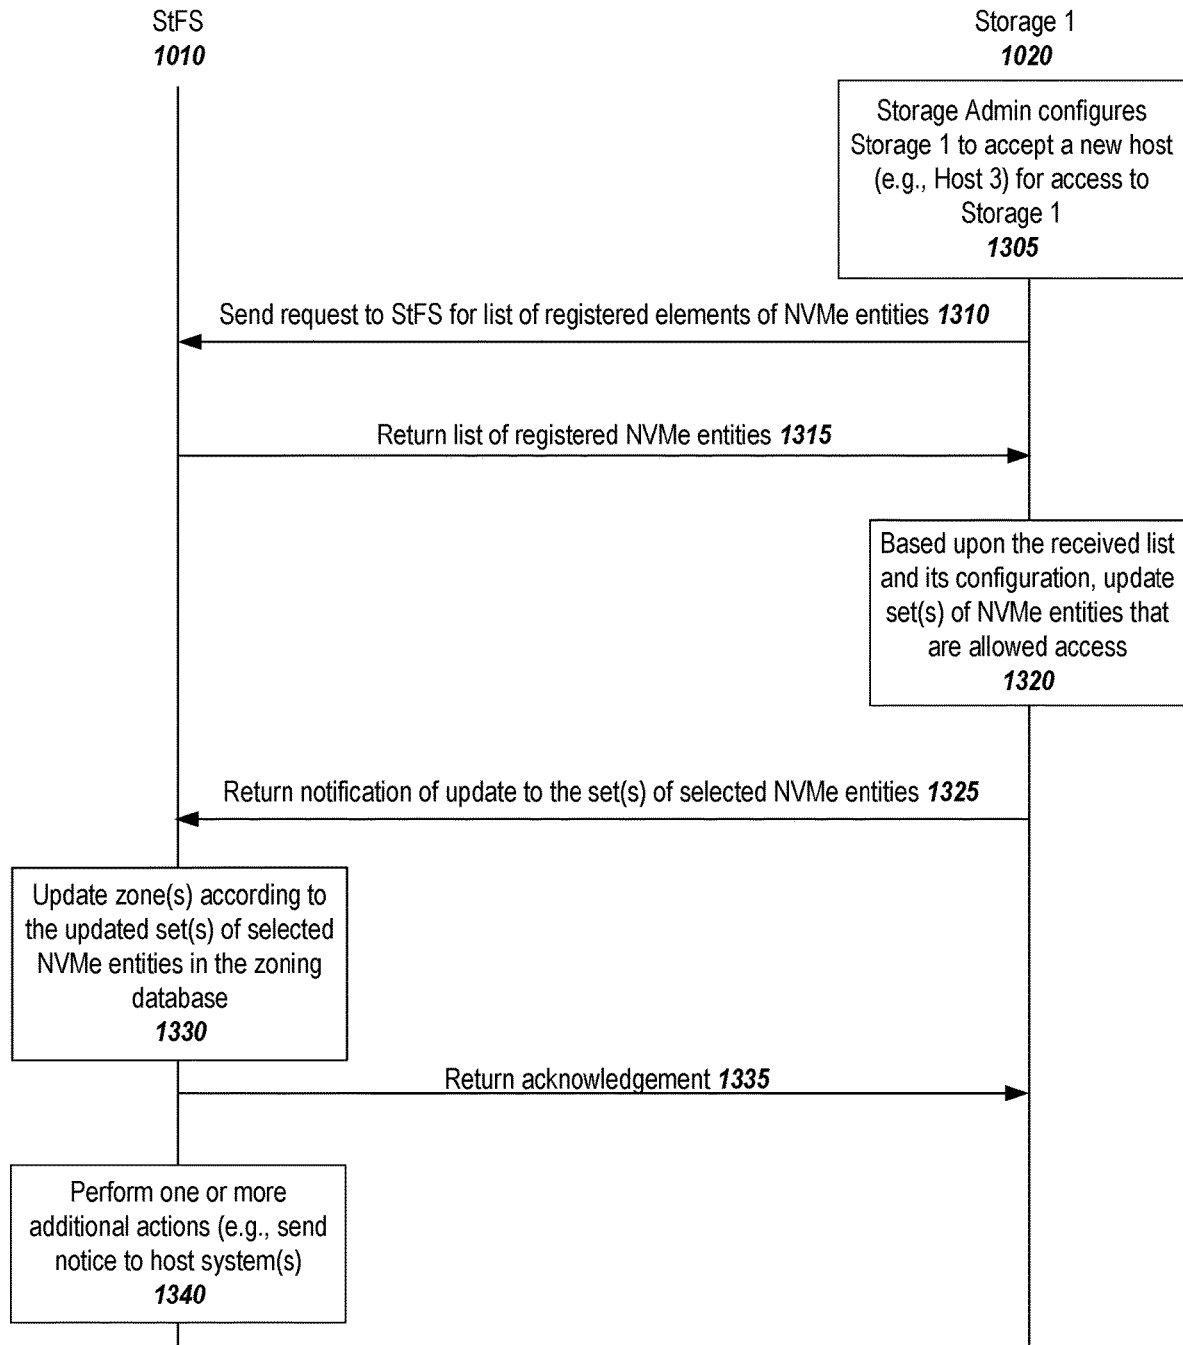 StFS
1010
Storage 1
1020
Storage Admin configures
Storage 1 to accept a new host
(e.g., Host 3) for access to
Storage 1
1305
Send request to StFS for list of registered elements of NVMe entities 1310
Return list of registered NVMe entities 1315
Based upon the received list
and its configuration, update
set(s) of NVMe entities that
are allowed access
1320
Return notification of update to the set(s) of selected NVMe entities 1325
Update zone(s) according to
the updated set(s) of selected
NVMe entities in the zoning
database
1330
Return acknowledgement 1335
Perform one or more
additional actions (e.g., send
notice to host system(s)
1340